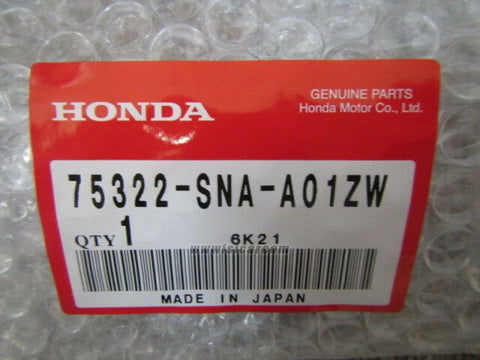 GENUINE PARTS
HONDA
Honda Motor Co., Ltd.
75322-SNA-A01ZW
QTY 1
6K21
MADE IN JAPAN